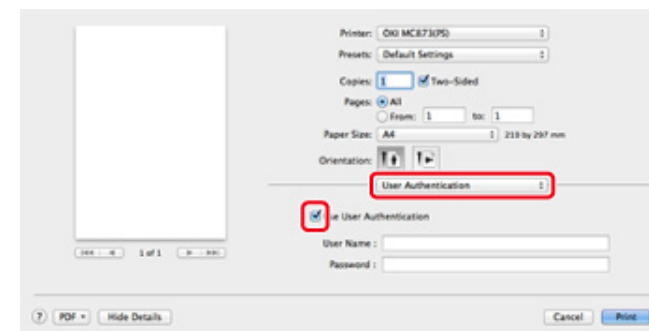 Printer: OKI MC873(PS)
Presets: Default Settings
Copies: 1 Two-Sided
Pages: All
From: 1 to: 1
Paper Size: A4 210 by 297 mm
Orientation:
User Authentication
Use User Authentication
User Name :
1 of 1
Password :
? PDF Hide Details Cancel Print